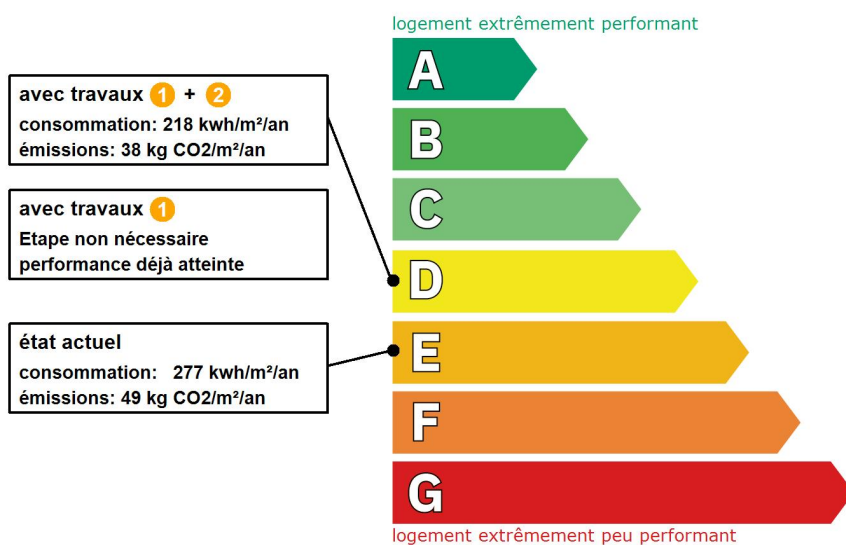 logement extrêmement performant
A
avec travaux 1 + 2
consommation: 218 kwh/m²/an
émissions: 38 kg CO2/m²/an
B
avec travaux 1
Etape non nécessaire
performance déjà atteinte
C
D
état actuel
consommation: 277 kwh/m²/an
émissions: 49 kg CO2/m²/an
E
F
G
logement extrêmement peu performant